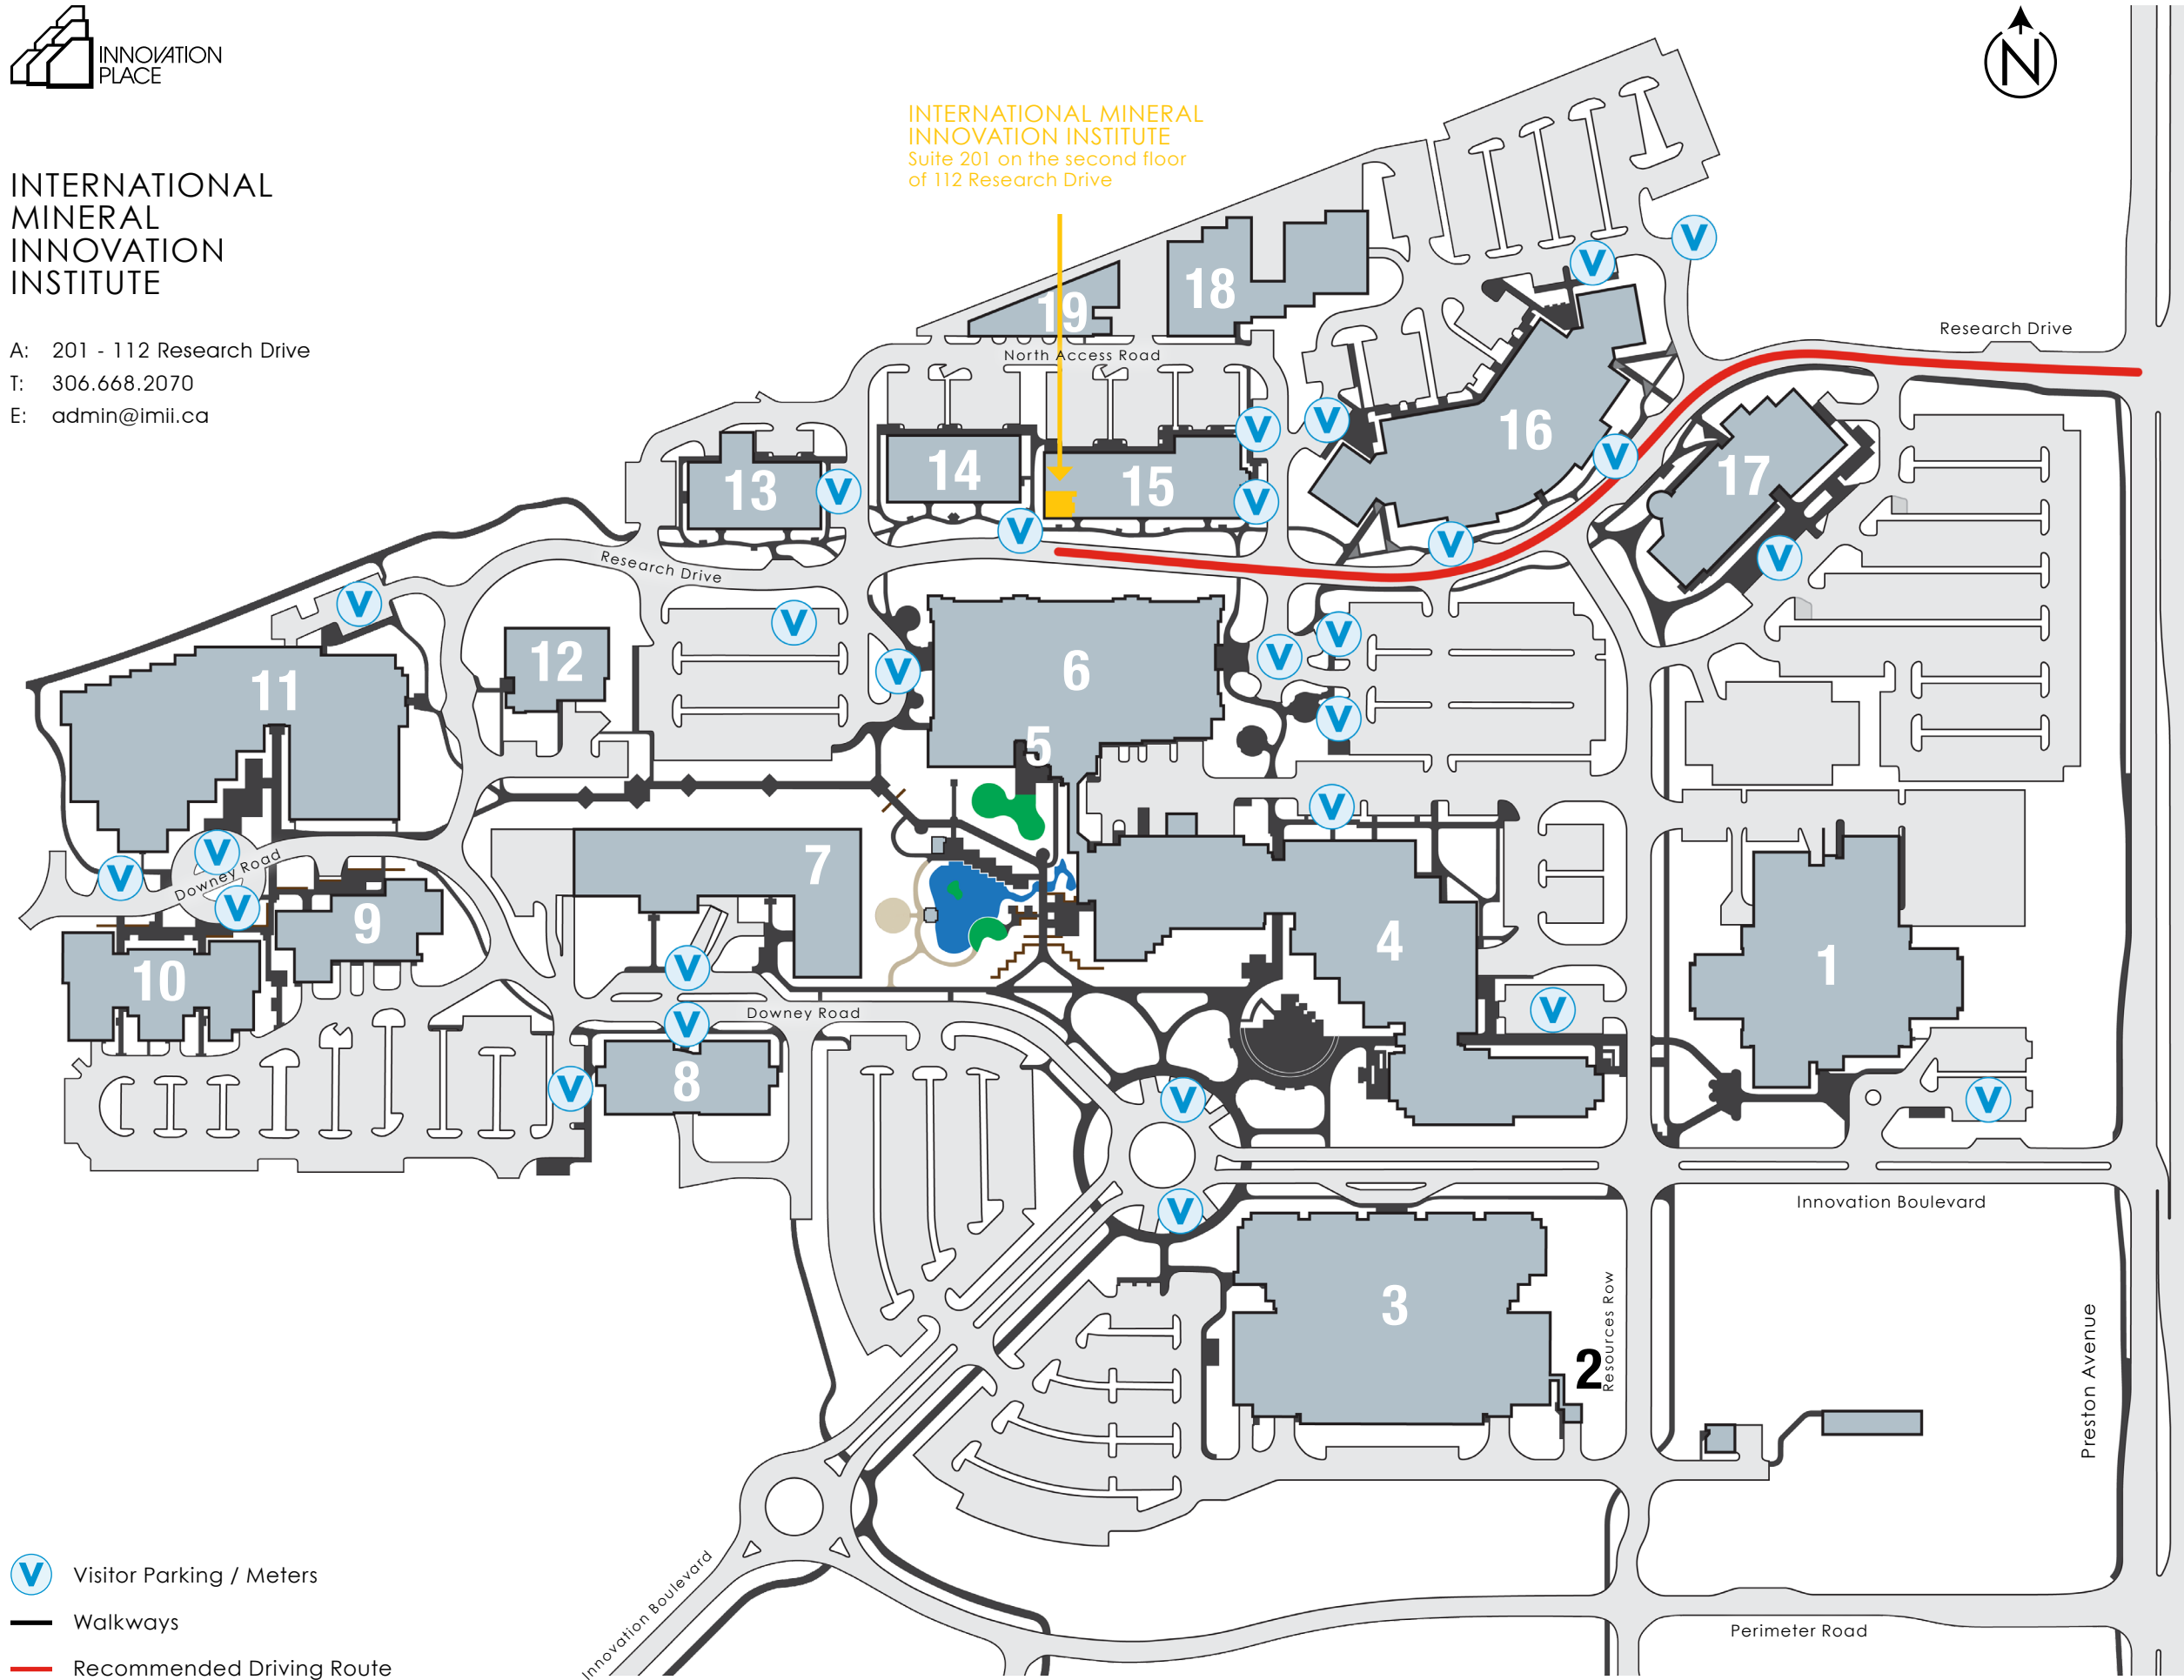 INNOVATION
PLACE
N
INTERNATIONAL MINERAL
INNOVATION INSTITUTE
Suite 201 on the second floor
of 112 Research Drive
INTERNATIONAL
MINERAL
INNOVATION
INSTITUTE
A: 201 - 112 Research Drive
T: 306.668.2070
E: admin@imii.ca
V
V
18
19
Research Drive
North Access Road
V
V
16
V
17
14
15
13
V
V
V
V
V
Research Drive
V
V
V
12
6
V
V
V
11
V
5
V
7
V
Downey Road
V
V
9
4
10
1
V
V
Downey Road
V
8
V
V
V
V
Innovation Boulevard
3
2
Resources Row
Preston Avenue
V Visitor Parking / Meters
Walkways
Recommended Driving Route
Innovation Boulevard
Perimeter Road